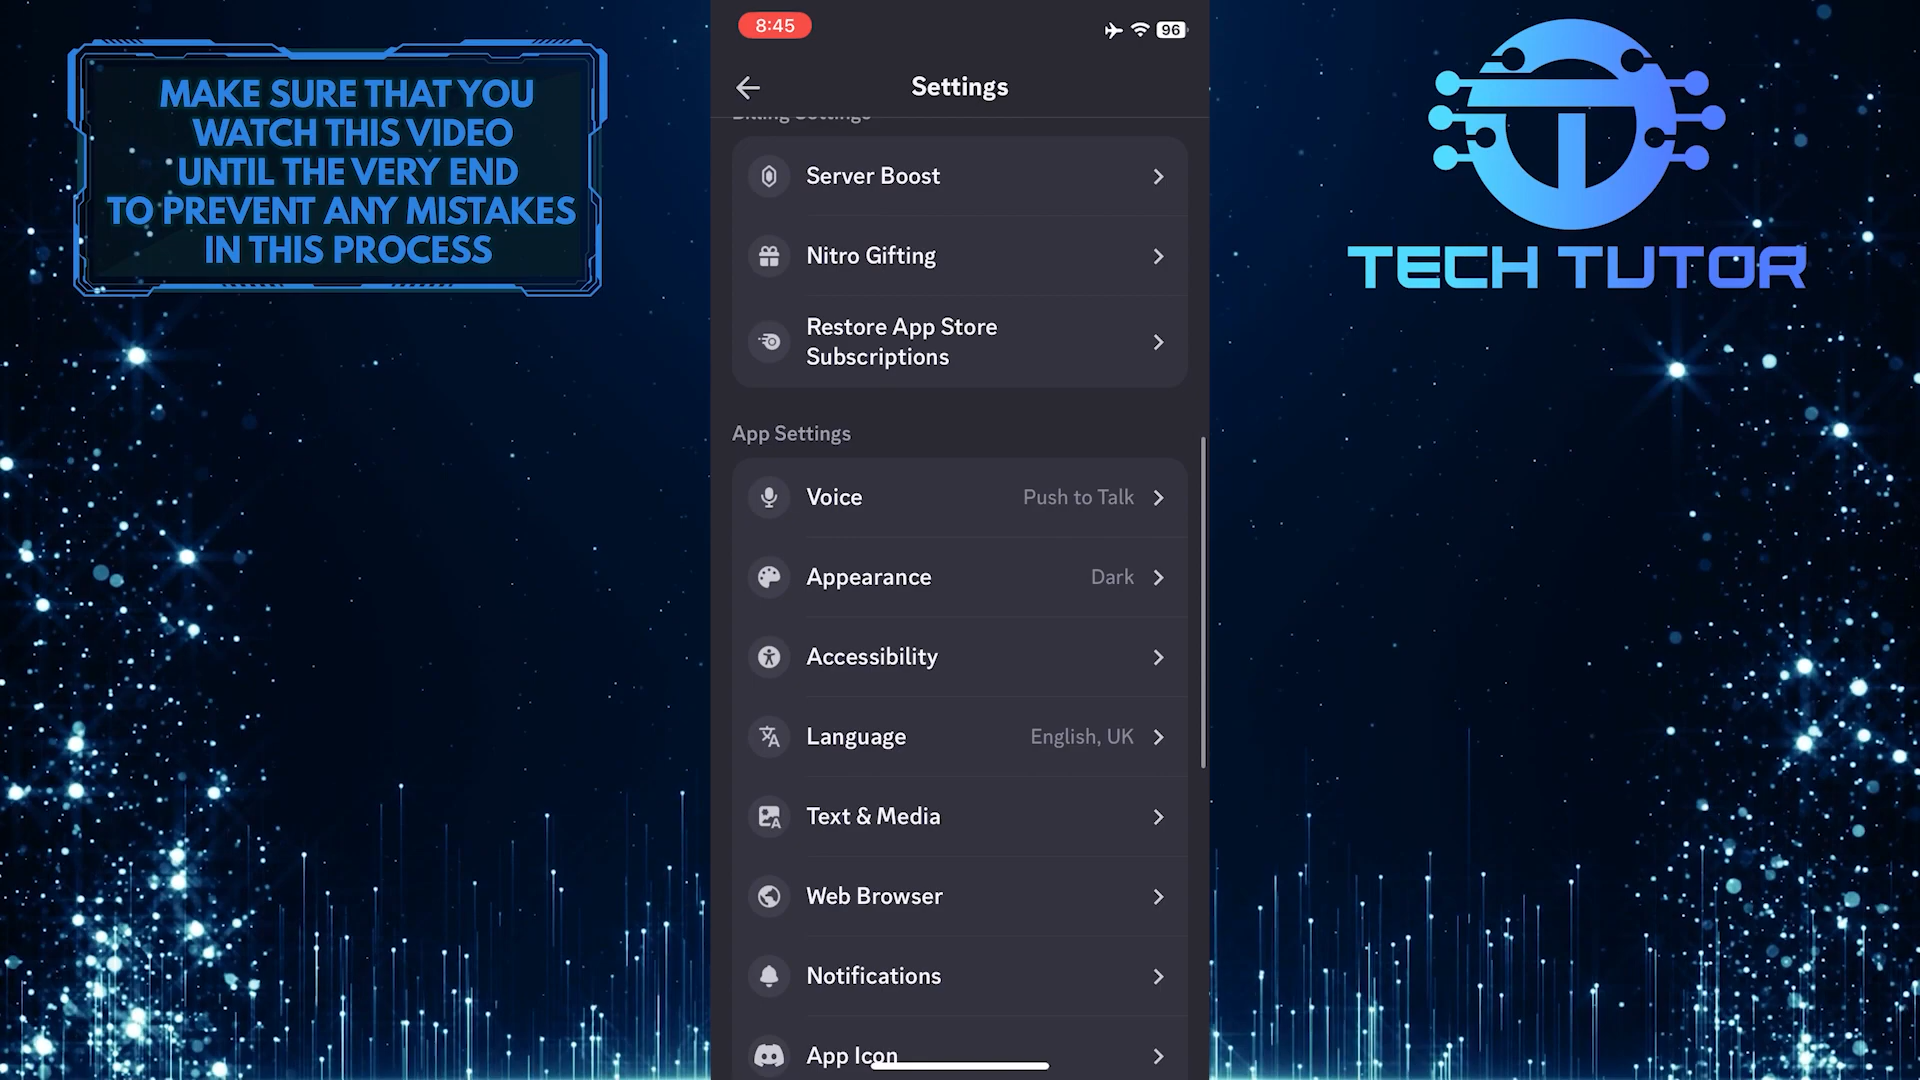 MAKE SURE THAT YOU
WATCH THIS VIDEO
UNTIL THE VERY END
TO PREVENT ANY MISTAKES
IN THIS PROCESS
8:45
96
Settings
Billing Settings
Server Boost
Nitro Gifting
Restore App Store
Subscriptions
App Settings
Voice Push to Talk
Appearance Dark
Accessibility
Language English, UK
Text & Media
Web Browser
Notifications
App Icon
TECH TUTOR